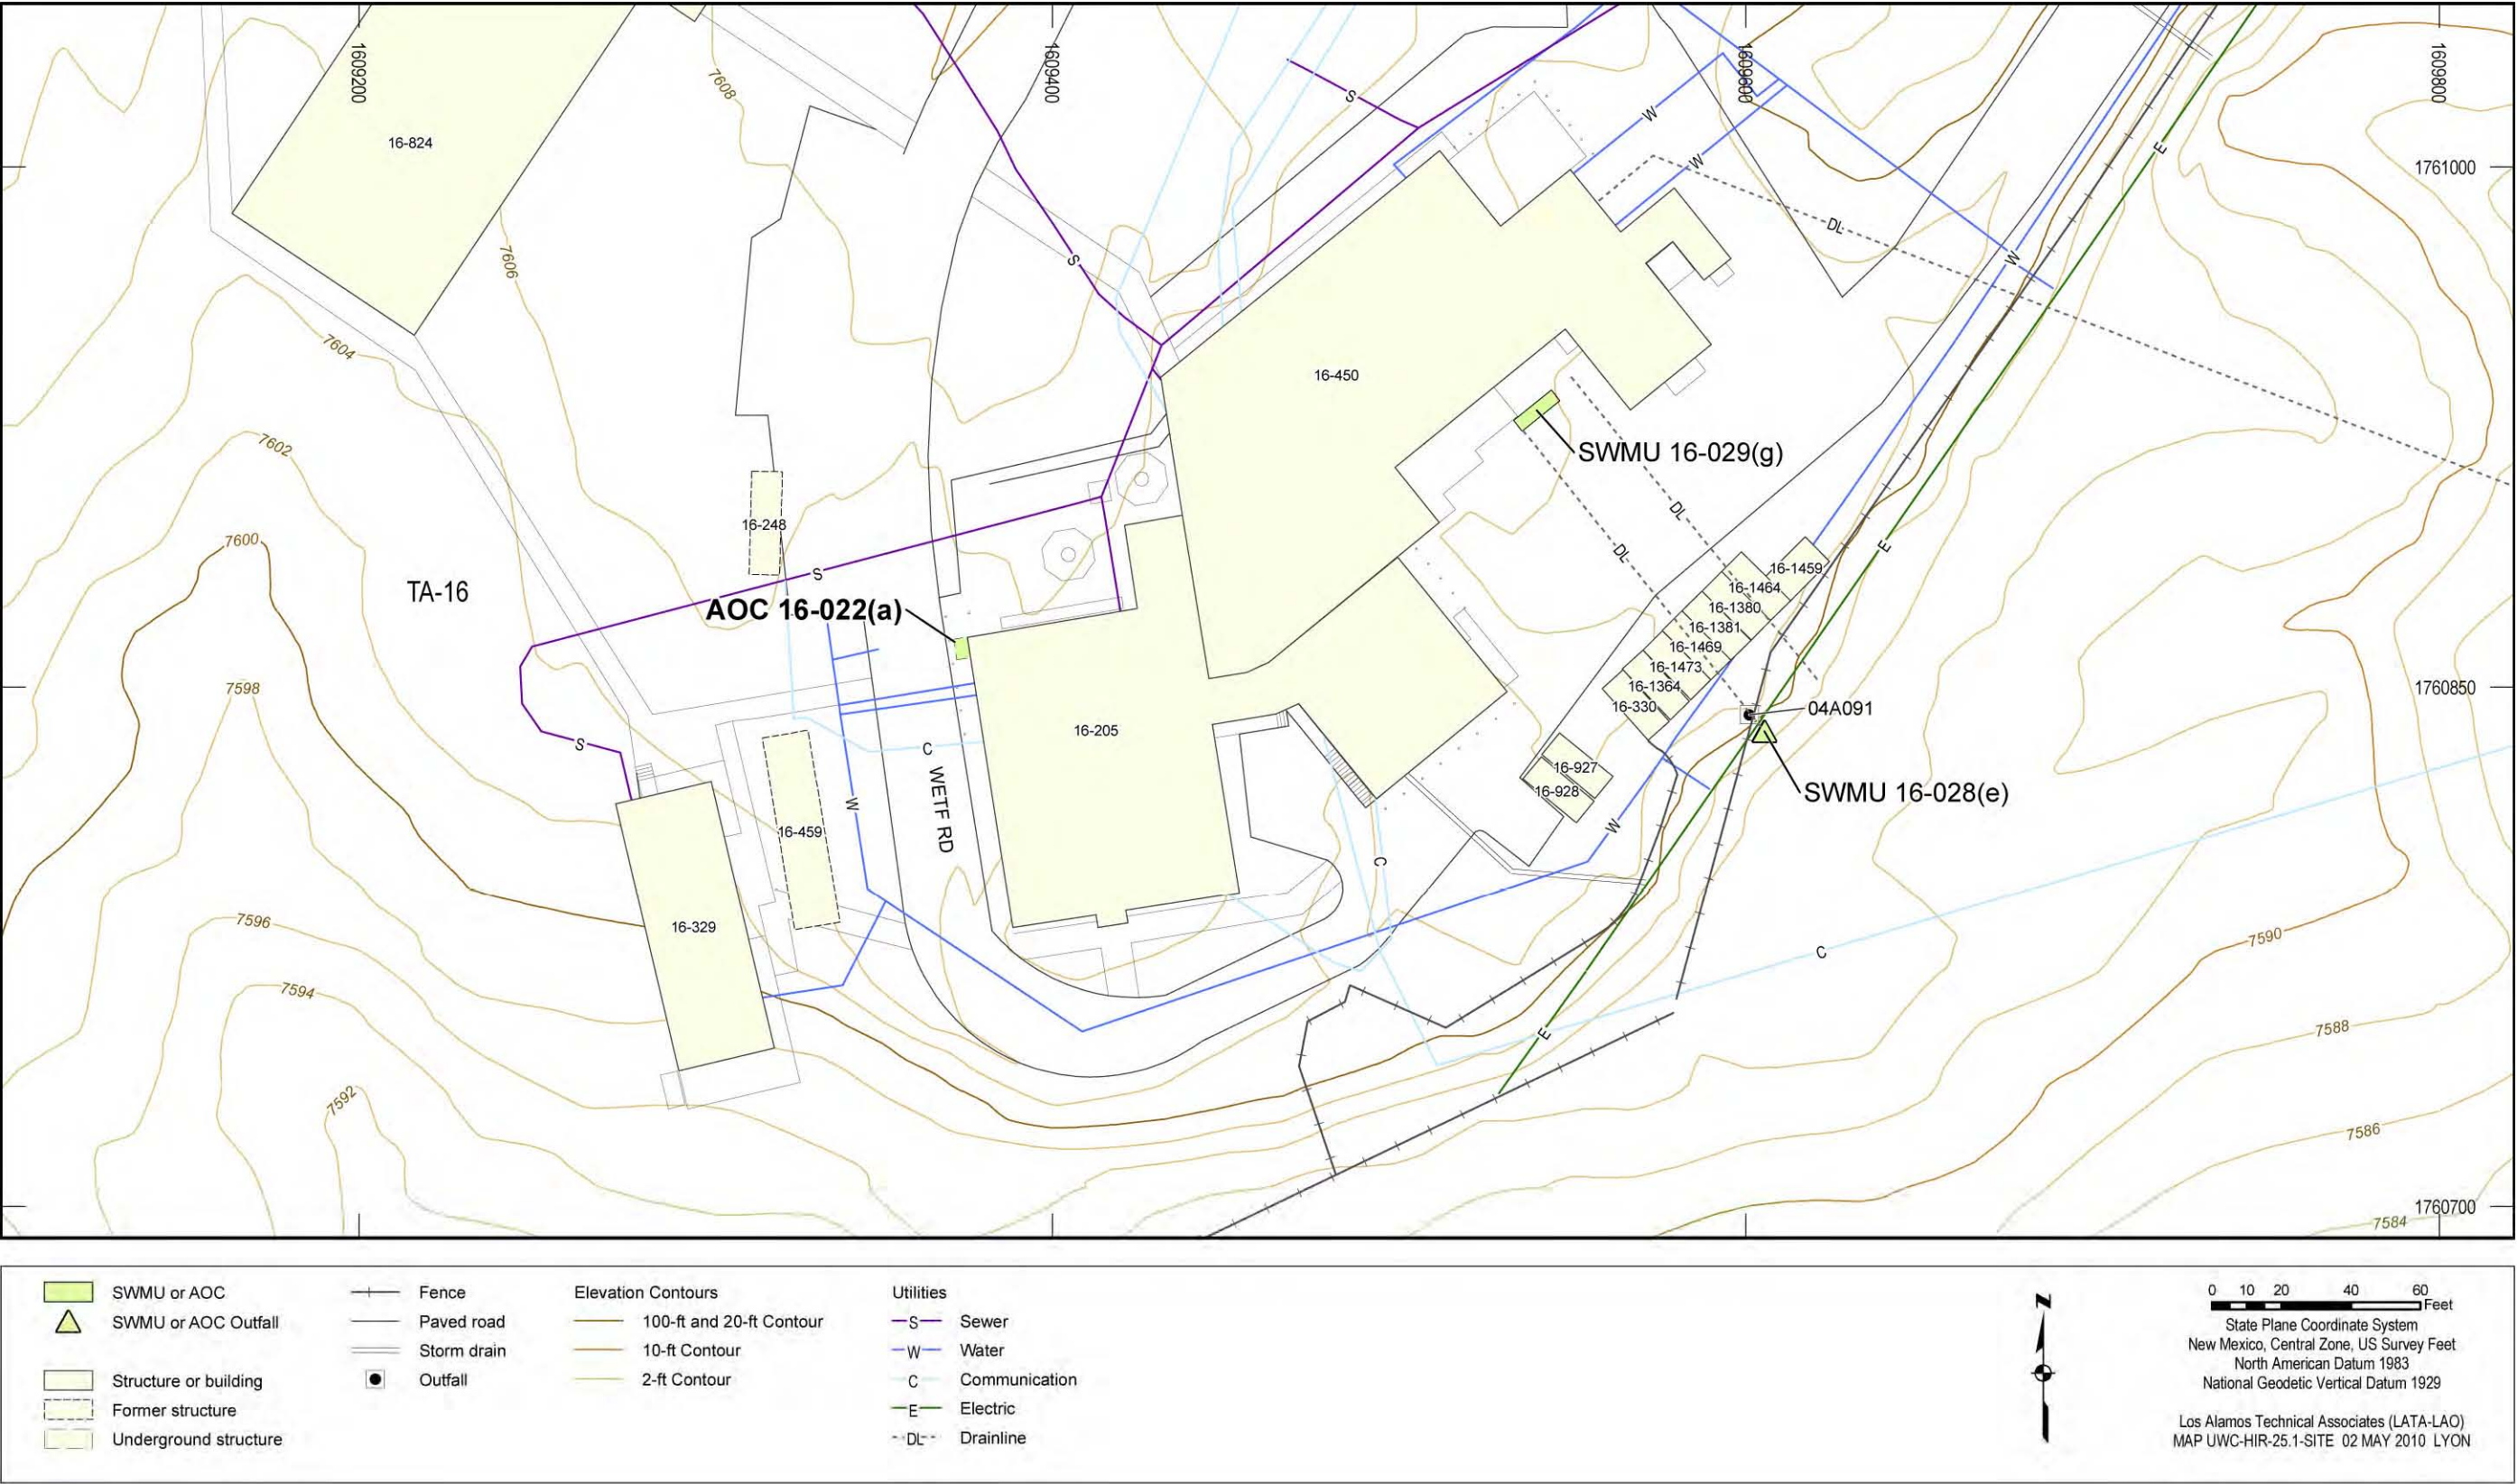 1609200
1609400
1609600
1609800
7608
S
W
E
16-824
W
1761000
DL
7606
S
W
7604
16-450
7602
SWMU 16-029(g)
DL
16-248
7600
DL
E
S
16-1459
16-1464
TA-16
16-1380
AOC 16-022(a)
16-1381
16-1469
16-1473
7598
16-1364
1760850
16-330
04A091
16-205
S
C
WETF RD
16-927
16-928
SWMU 16-028(e)
W
16-459
W
C
7596
16-329
7590
C
7594
7588
E
7592
7586
1760700
7584
SWMU or AOC
SWMU or AOC Outfall
Structure or building
Former structure
Underground structure
Fence
Paved road
Storm drain
Outfall
Elevation Contours
100-ft and 20-ft Contour
10-ft Contour
2-ft Contour
Utilities
S Sewer
W Water
C Communication
E Electric
DL Drainline
N
0 10 20 40 60
Feet
State Plane Coordinate System
New Mexico, Central Zone, US Survey Feet
North American Datum 1983
National Geodetic Vertical Datum 1929
Los Alamos Technical Associates (LATA-LAO)
MAP UWC-HIR-25.1-SITE 02 MAY 2010 LYON